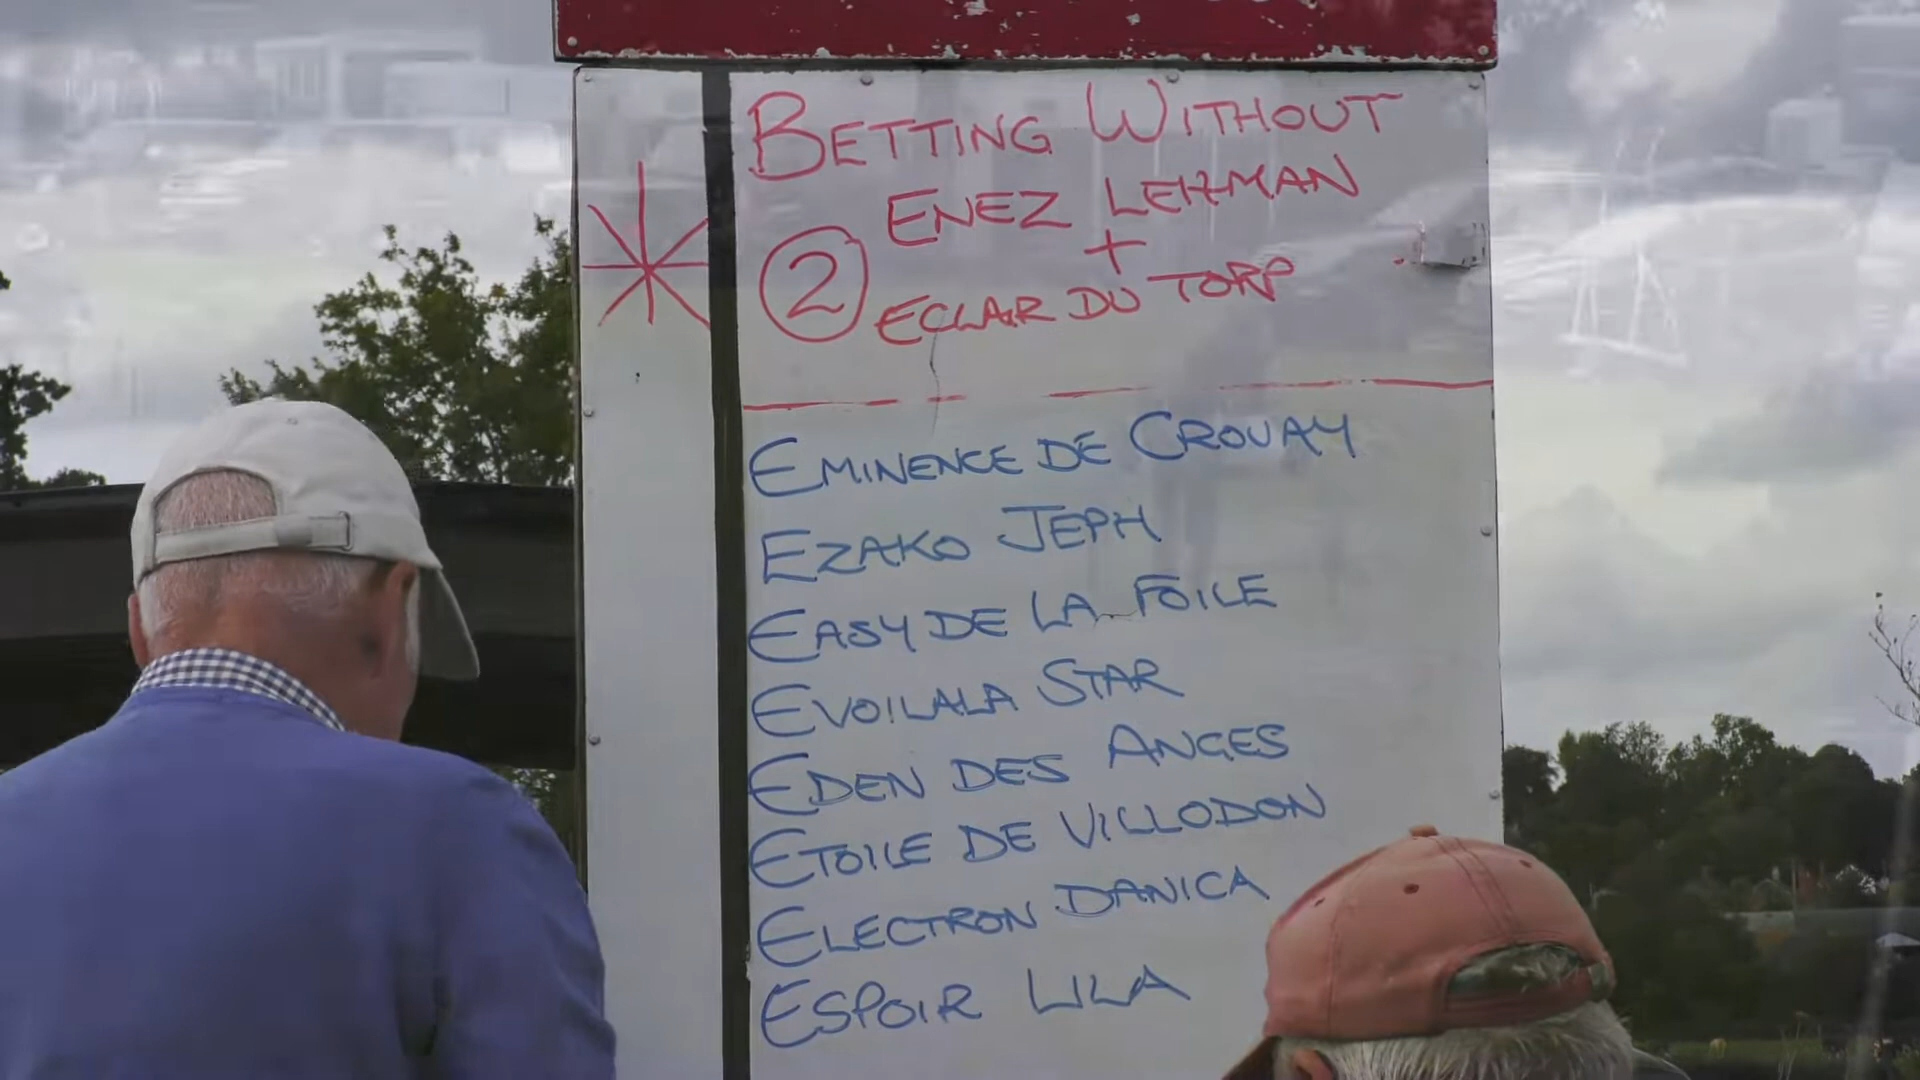 BETTING WITHOUT
ENEZ LEHMAN
+
2 ECLAR DU TORP
EMINENCE DE CROUAY
EZAKO JEPH
EASY DE LA FOILE
EVOILALA STAR
EDEN DES ANGES
ETOILE DE VILLODON
ELECTRON DANICA
ESPOIR LILA